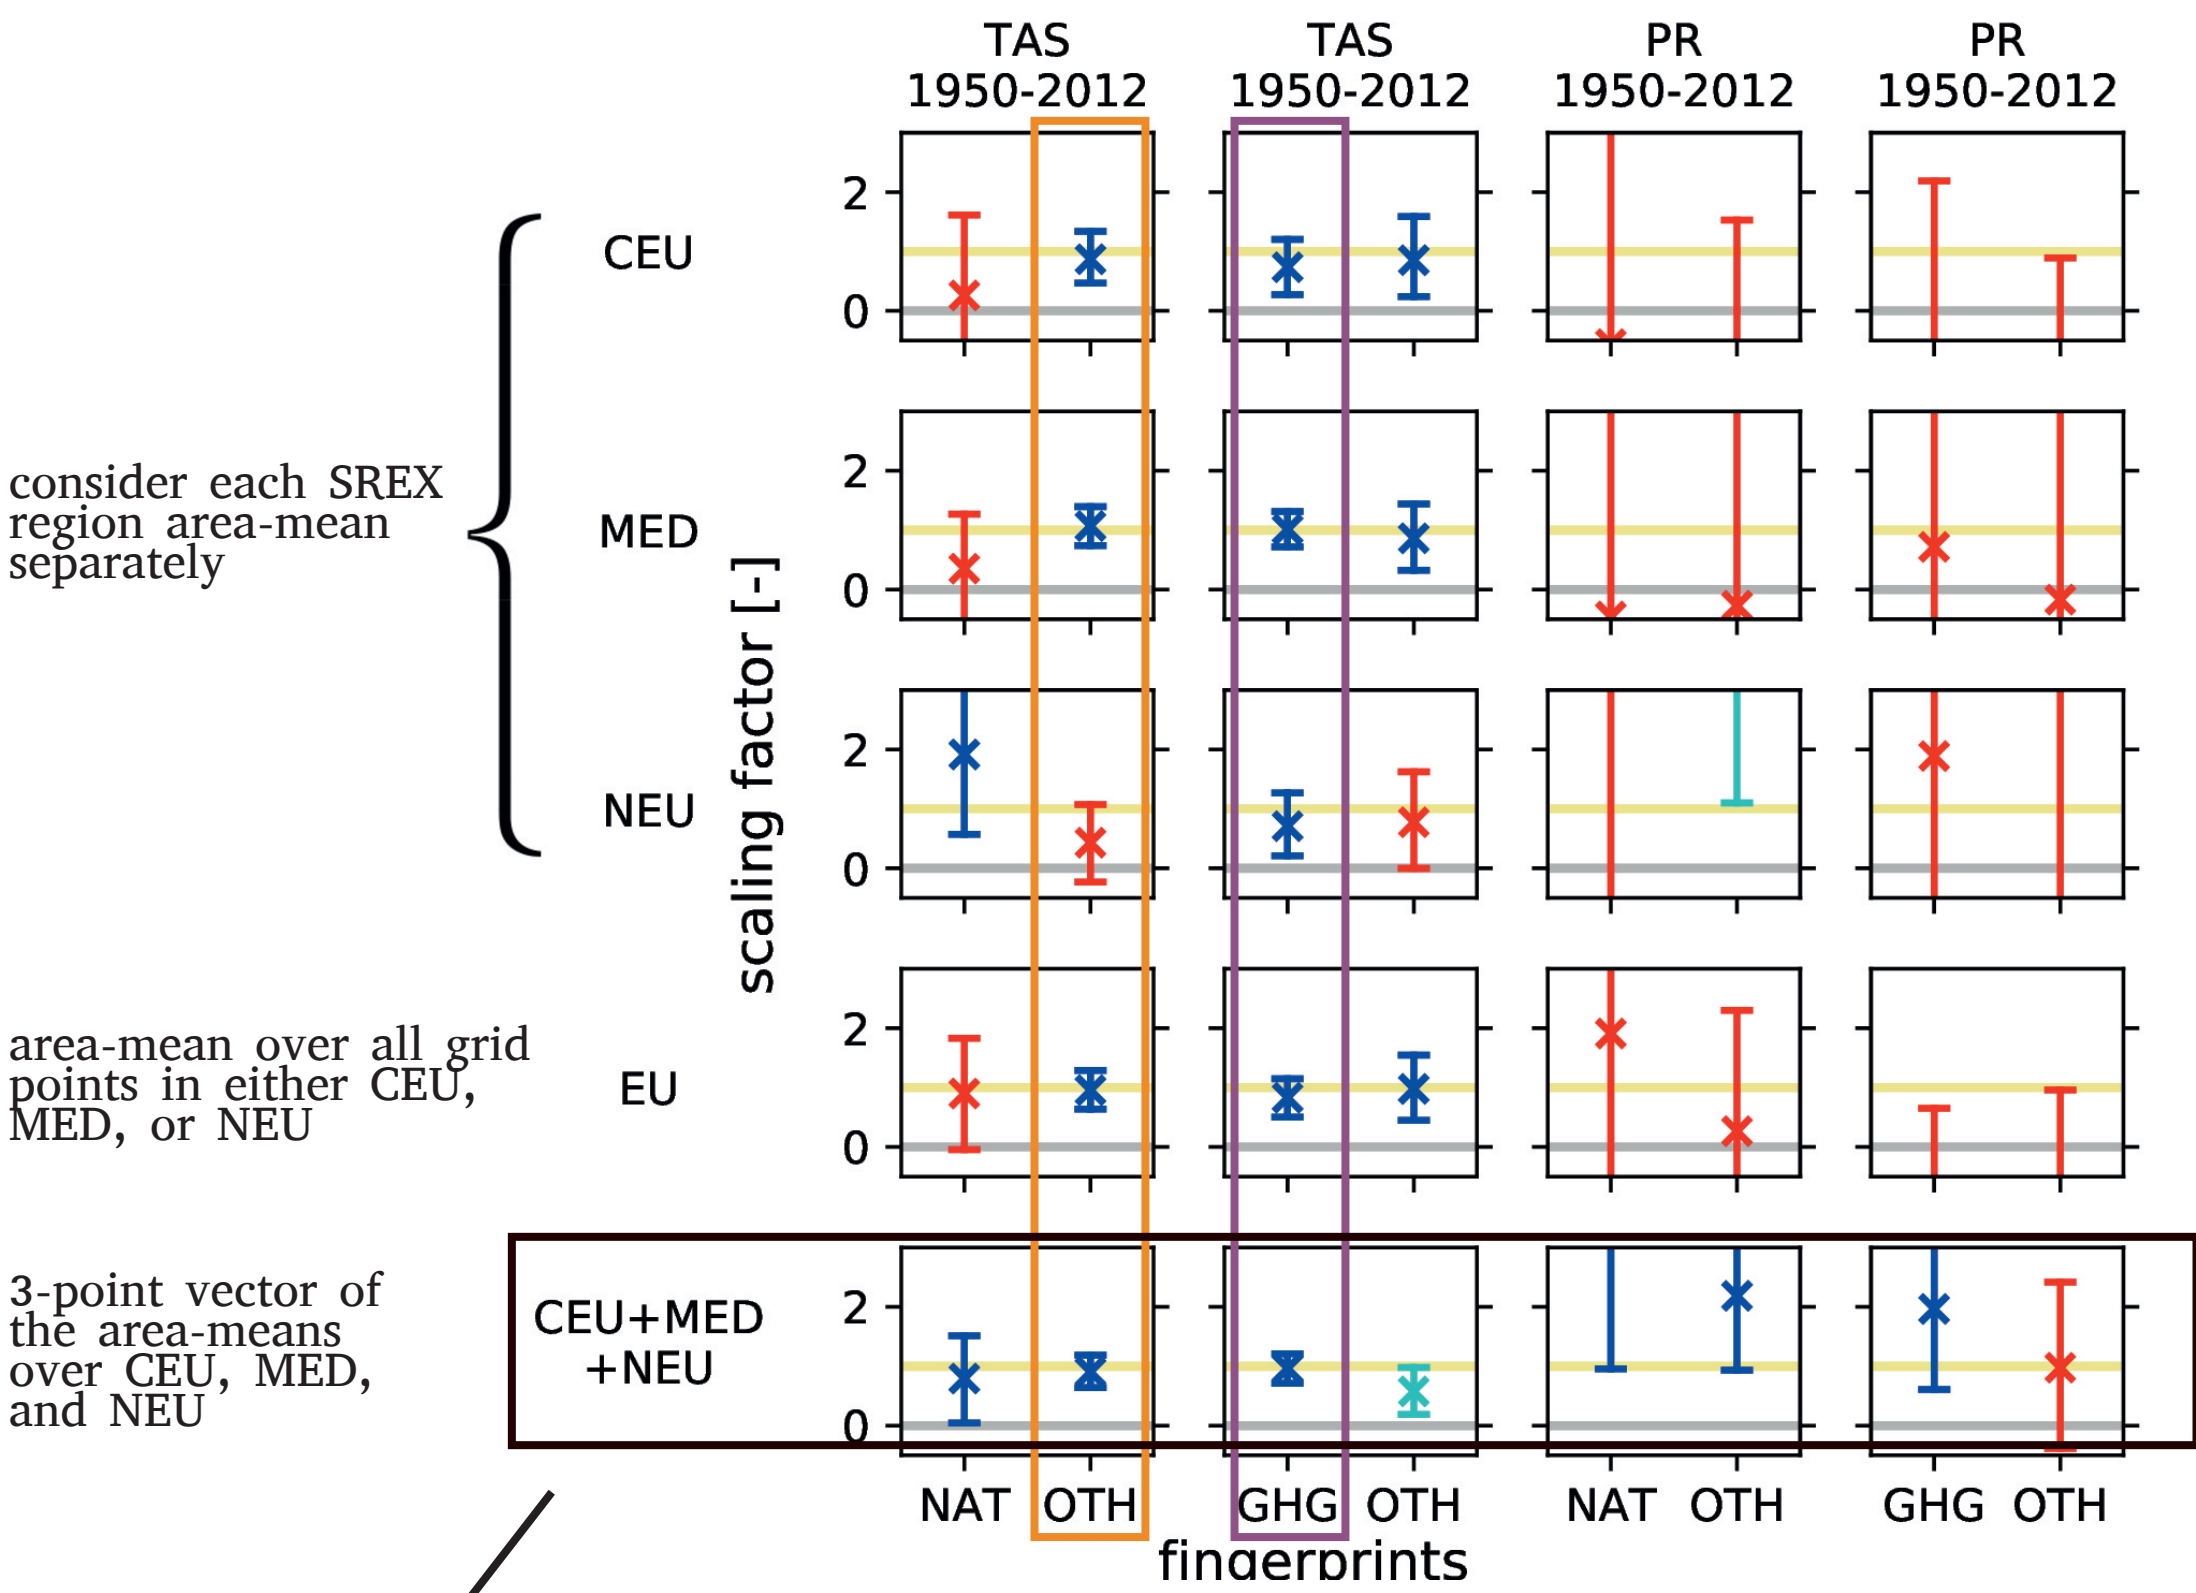 TAS
1950-2012
TAS
1950-2012
PR
1950-2012
PR
1950-2012
consider each SREX
region area-mean
separately
scaling factor [-]
CEU
2
0
MED
2
0
NEU
2
0
area-mean over all grid
points in either CEU,
MED, or NEU
EU
2
0
3-point vector of
the area-means
over CEU, MED,
and NEU
CEU+MED
+NEU
2
0
NAT OTH GHG OTH NAT OTH GHG OTH
fingerprints